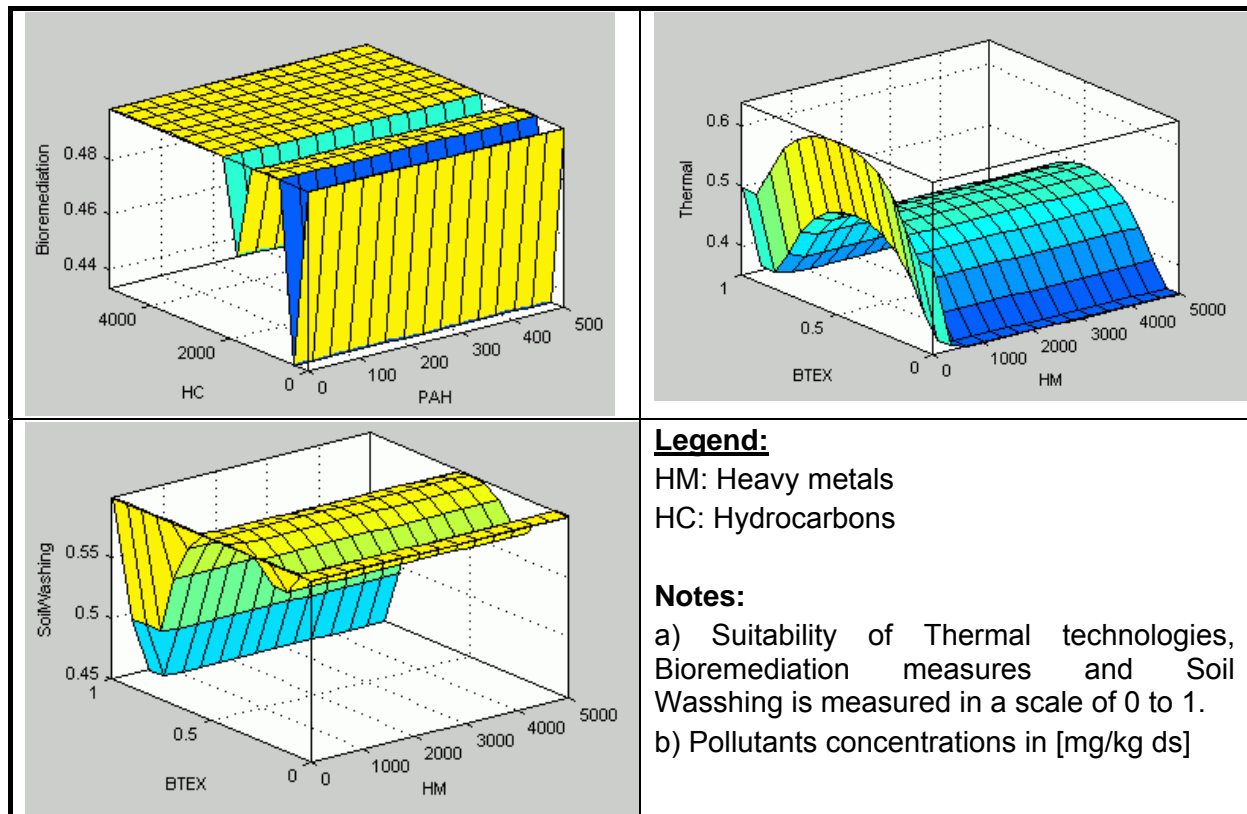 Bioremediation
0.48
0.46
0.44
4000
2000
0
HC
0
100
200
300
400
500
PAH
Thermal
0.6
0.5
0.4
1
0.5
0
BTEX
0
1000
2000
3000
4000
5000
HM
SoilWashing
0.55
0.5
0.45
1
0.5
0
BTEX
0
1000
2000
3000
4000
5000
HM
Legend:
HM: Heavy metals
HC: Hydrocarbons
Notes:
a) Suitability of Thermal technologies,
Bioremediation measures and Soil
Wasshing is measured in a scale of 0 to 1.
b) Pollutants concentrations in [mg/kg ds]